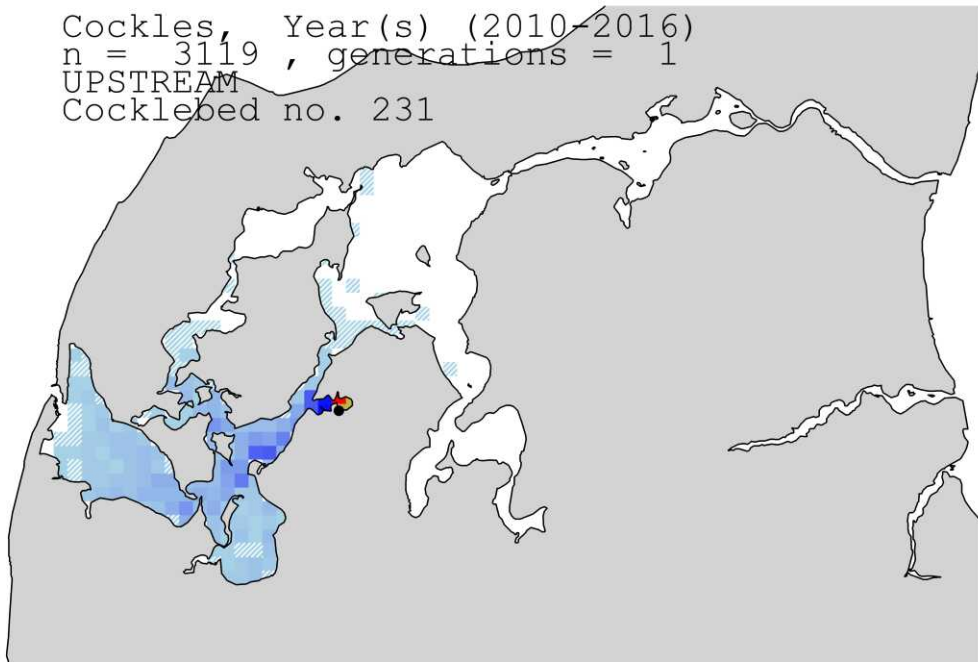 Cockles, Year(s) (2010-2016)
n = 3119 , generations = 1
UPSTREAM
Cocklebed no. 231